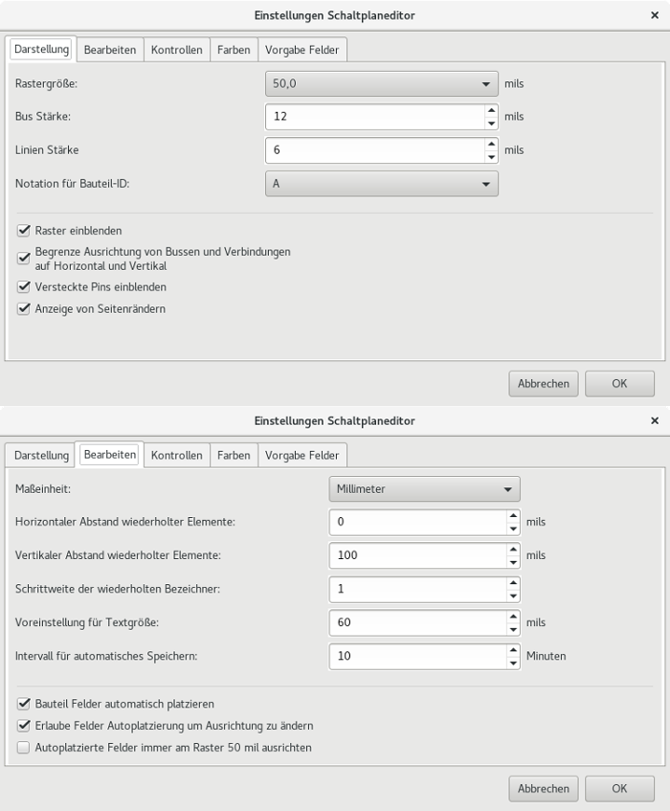 Einstellungen Schaltplaneditor ×
Darstellung Bearbeiten Kontrollen Farben Vorgabe Felder
Rastergröße: 50,0 mils
Bus Stärke: 12 mils
Linien Stärke 6 mils
Notation für Bauteil-ID: A
Raster einblenden
Begrenze Ausrichtung von Bussen und Verbindungen
auf Horizontal und Vertikal
Versteckte Pins einblenden
Anzeige von Seitenrändern
Abbrechen OK
Einstellungen Schaltplaneditor ×
Darstellung Bearbeiten Kontrollen Farben Vorgabe Felder
Maßeinheit: Millimeter
Horizontaler Abstand wiederholter Elemente: 0 mils
Vertikaler Abstand wiederholter Elemente: 100 mils
Schrittweite der wiederholten Bezeichner: 1
Voreinstellung für Textgröße: 60 mils
Intervall für automatisches Speichern: 10 Minuten
Bauteil Felder automatisch platzieren
Erlaube Felder Autoplatzierung um Ausrichtung zu ändern
Autoplatzierte Felder immer am Raster 50 mil ausrichten
Abbrechen OK